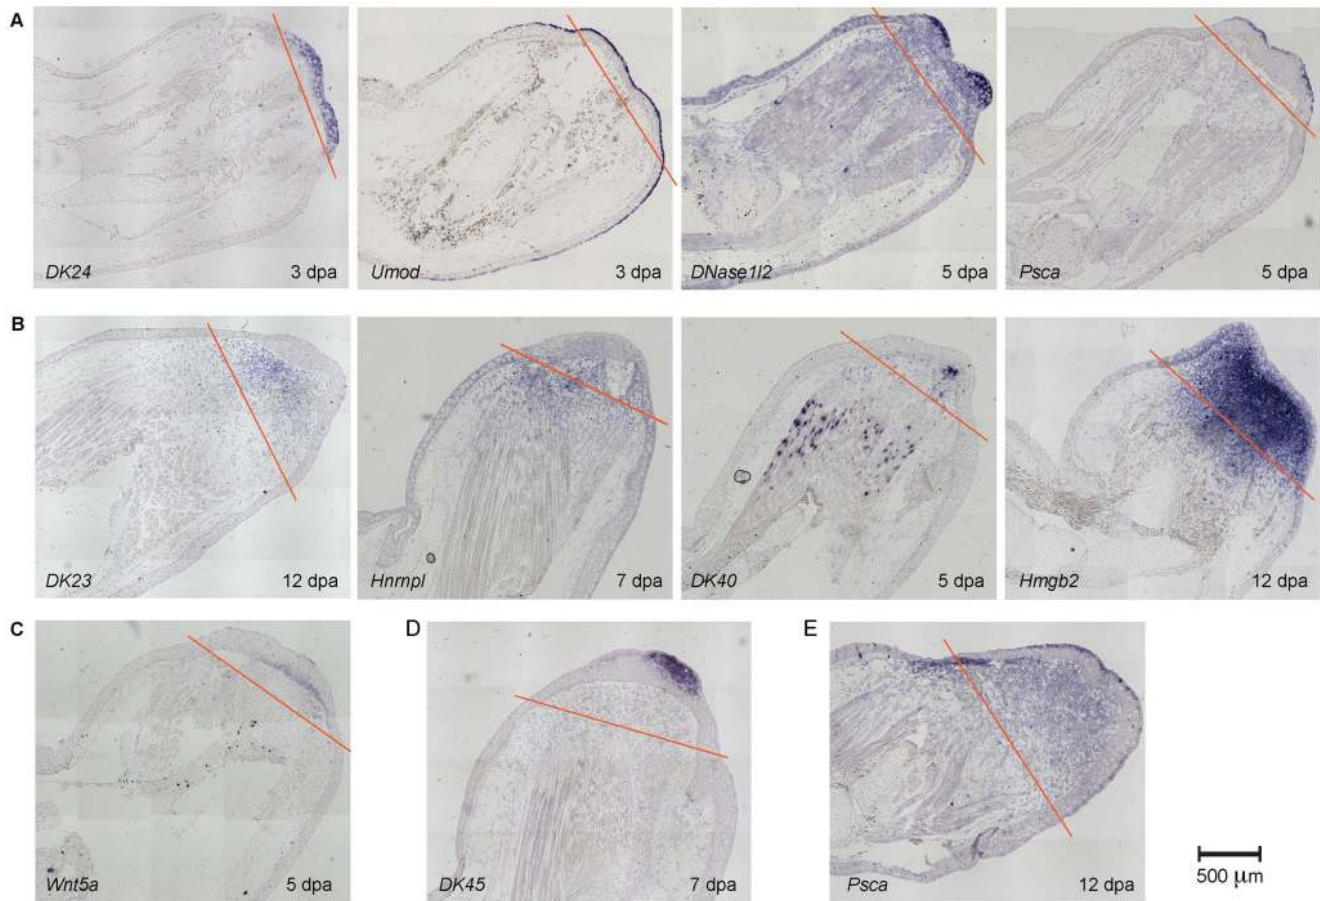 A
DK24 3 dpa
Umod 3 dpa
DNase1l2 5 dpa
Psca 5 dpa
B
DK23 12 dpa
Hnrnpl 7 dpa
DK40 5 dpa
Hmgb2 12 dpa
C
Wnt5a 5 dpa
D
DK45 7 dpa
E
Psca 12 dpa
500 μm